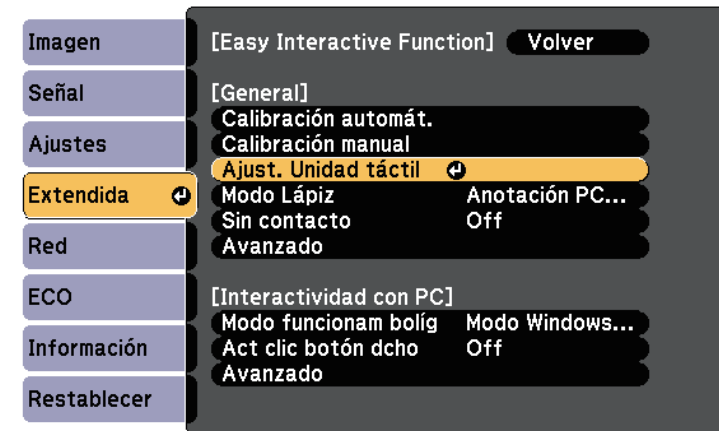 Imagen
Señal
Ajustes
Extendida
Red
ECO
Información
Restablecer
[Easy Interactive Function] Volver
[General]
Calibración automát.
Calibración manual
Ajust. Unidad táctil
Modo Lápiz Anotación PC...
Sin contacto Off
Avanzado
[Interactividad con PC]
Modo funcionam bolíg Modo Windows...
Act clic botón dcho Off
Avanzado